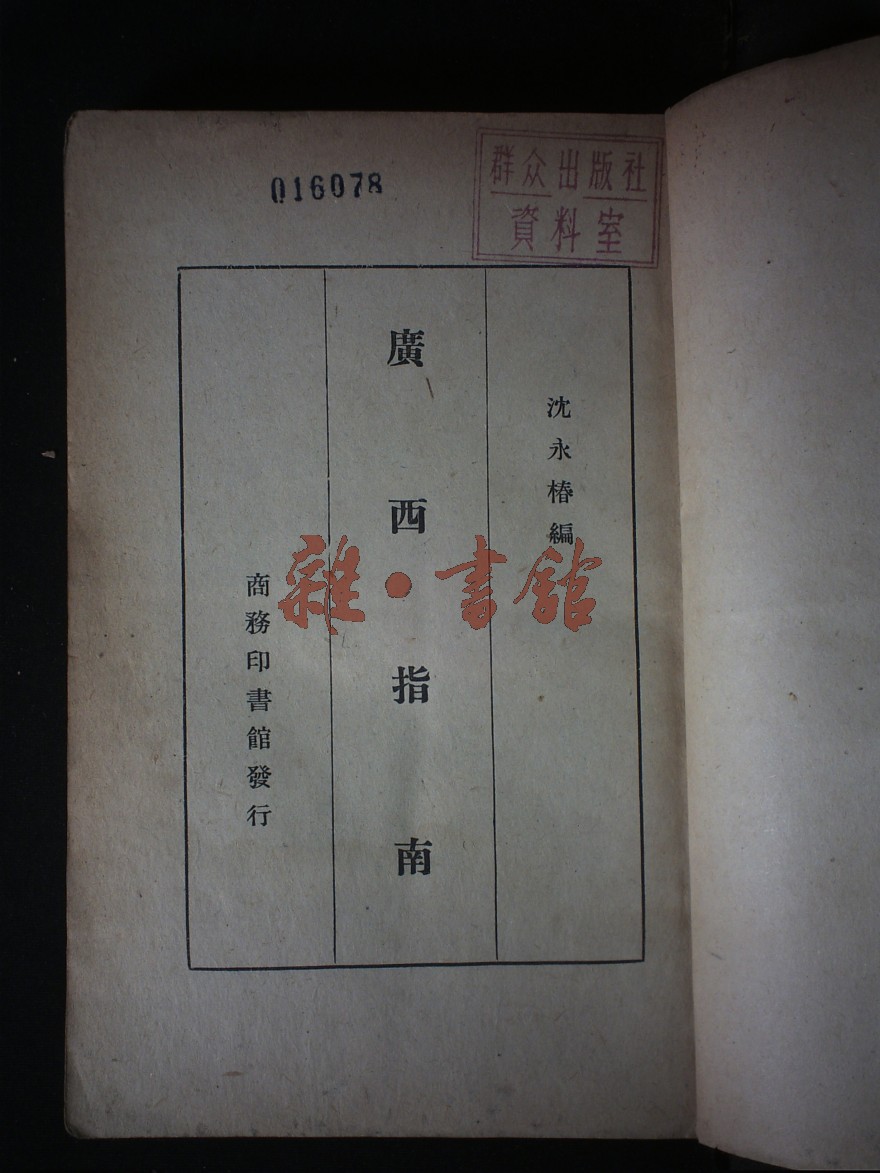 016078
群众出版社
資料室
沈永椿編
廣西指南
商務印書館發行
雜·書館